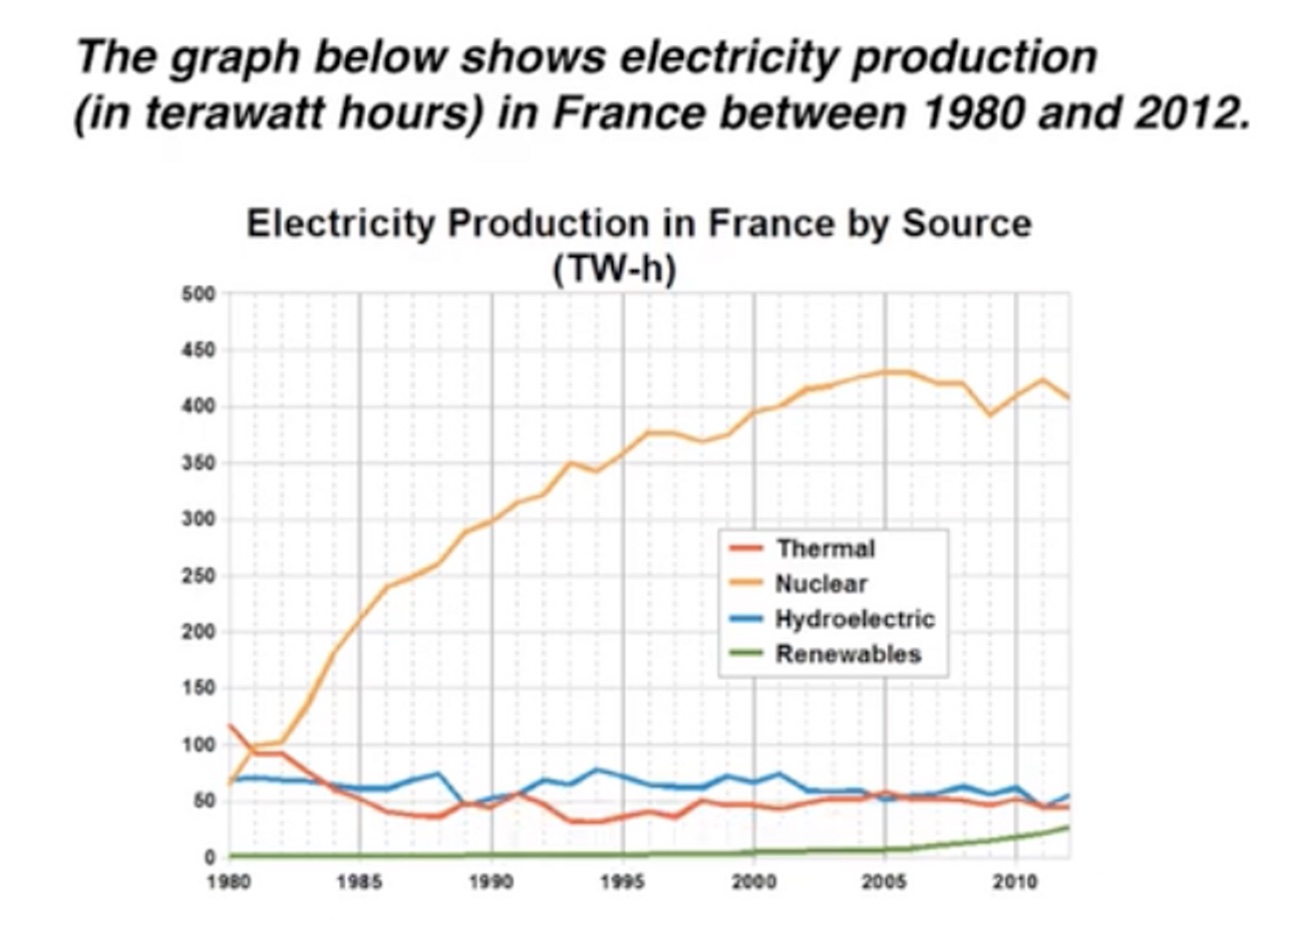 The graph below shows electricity production
(in terawatt hours) in France between 1980 and 2012.
Electricity Production in France by Source
(TW-h)
500
450
400
350
300
250
200
150
100
50
0
Thermal
Nuclear
Hydroelectric
Renewables
1980 1985 1990 1995 2000 2005 2010